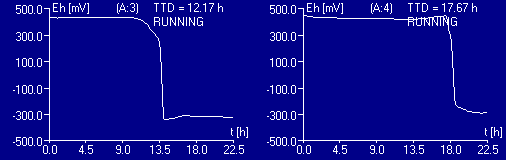 500.0 Eh [mV] (A:3) TTD = 12.17 h
RUNNING
300.0
100.0
-100.0
-300.0
-500.0
t [h]
0.0 4.5 9.0 13.5 18.0 22.5
500.0 Eh [mV] (A:4) TTD = 17.67 h
RUNNING
300.0
100.0
-100.0
-300.0
-500.0
t [h]
0.0 4.5 9.0 13.5 18.0 22.5